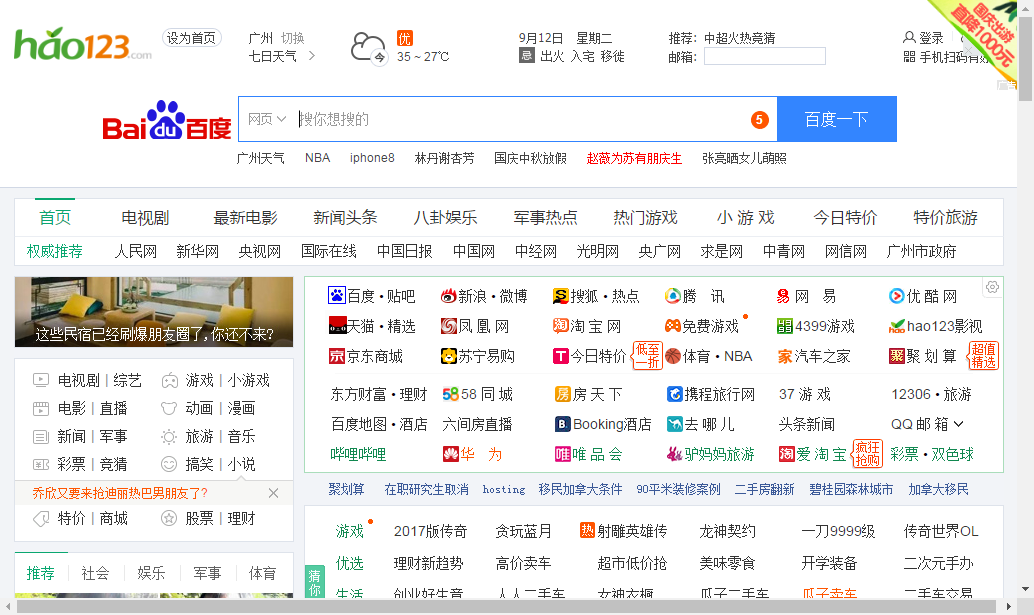 hao123.com
设为首页
广州 切换
七日天气
优
今
35～27℃
9月12日 星期二
忌 出火 入宅 移徙
推荐： 中超火热竞猜
邮箱：
登录
手机扫码有好
国庆出游
直降1000元
广告
Baidu百度
网页 搜你想搜的
5
百度一下
广州天气 NBA iphone8 林丹谢杏芳 国庆中秋放假 赵薇为苏有朋庆生 张亮晒女儿萌照
首页 电视剧 最新电影 新闻头条 八卦娱乐 军事热点 热门游戏 小 游 戏 今日特价 特价旅游
权威推荐 人民网 新华网 央视网 国际在线 中国日报 中国网 中经网 光明网 央广网 求是网 中青网 网信网 广州市政府
这些民宿已经刷爆朋友圈了,你还不来?
电视剧 | 综艺 游戏 | 小游戏
电影 | 直播 动画 | 漫画
新闻 | 军事 旅游 | 音乐
彩票 | 竞猜 搞笑 | 小说
乔欣又要来抢迪丽热巴男朋友了?
特价 | 商城 股票 | 理财
推荐 社会 娱乐 军事 体育
百度 · 贴吧 新浪 · 微博 搜狐 · 热点 腾 讯 易 网 易 优 酷 网
天猫 · 精选 凤 凰 网 淘 淘 宝 网 免费游戏 4399游戏 hao123影视
京 京东商城 苏宁易购 T 今日特价 低至一折 体育 · NBA 家 汽车之家 聚 聚 划 算 超值精选
东方财富 · 理财 58 58 同 城 房 房 天 下 携程旅行网 37 游 戏 12306 · 旅游
百度地图 · 酒店 六间房直播 B. Booking酒店 去 哪 儿 头条新闻 QQ 邮 箱
哔哩哔哩 华 为 唯 唯 品 会 驴妈妈旅游 淘 爱 淘 宝 疯狂抢购 彩票 · 双色球
聚划算 在职研究生取消 hosting 移民加拿大条件 90平米装修案例 二手房翻新 碧桂园森林城市 加拿大移民
猜
你
游戏 2017版传奇 贪玩蓝月 热 射雕英雄传 龙神契约 一刀9999级 传奇世界OL
优选 理财新趋势 高价卖车 超市低价抢 美味零食 开学装备 二次元手办
生活 创业好生意 人人二手车 女神衣橱 瓜子二手车 瓜子卖车 二手车交易